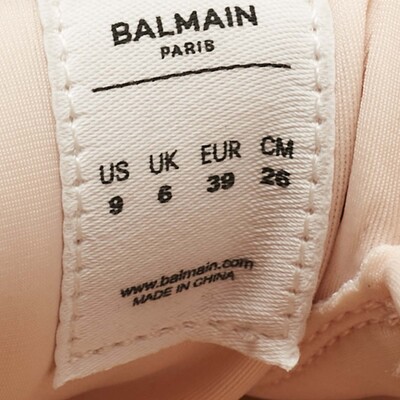 BALMAIN
PARIS
US UK EUR CM
9 6 39 26
www.balmain.com
MADE IN CHINA